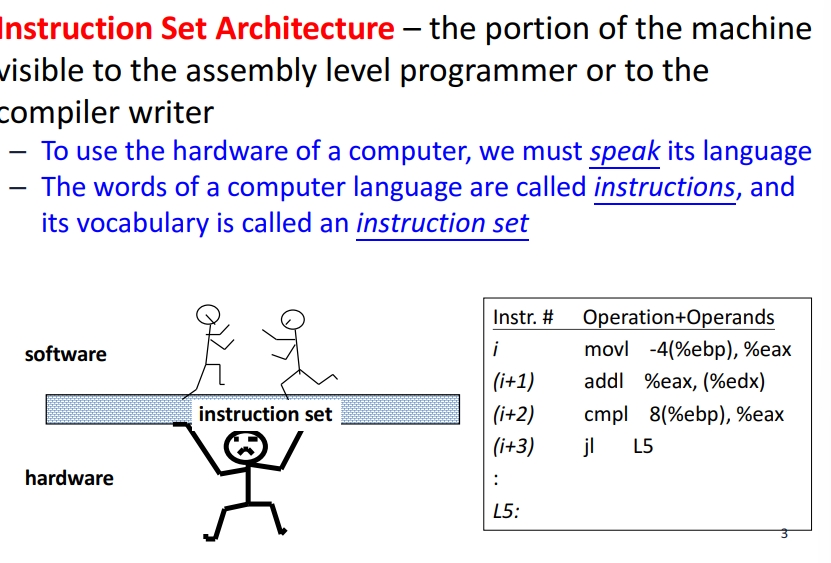 Instruction Set Architecture – the portion of the machine
visible to the assembly level programmer or to the
compiler writer
– To use the hardware of a computer, we must speak its language
– The words of a computer language are called instructions, and
its vocabulary is called an instruction set
software
instruction set
hardware
Instr. # Operation+Operands
i movl -4(%ebp), %eax
(i+1) addl %eax, (%edx)
(i+2) cmpl 8(%ebp), %eax
(i+3) jl L5
:
L5:
3